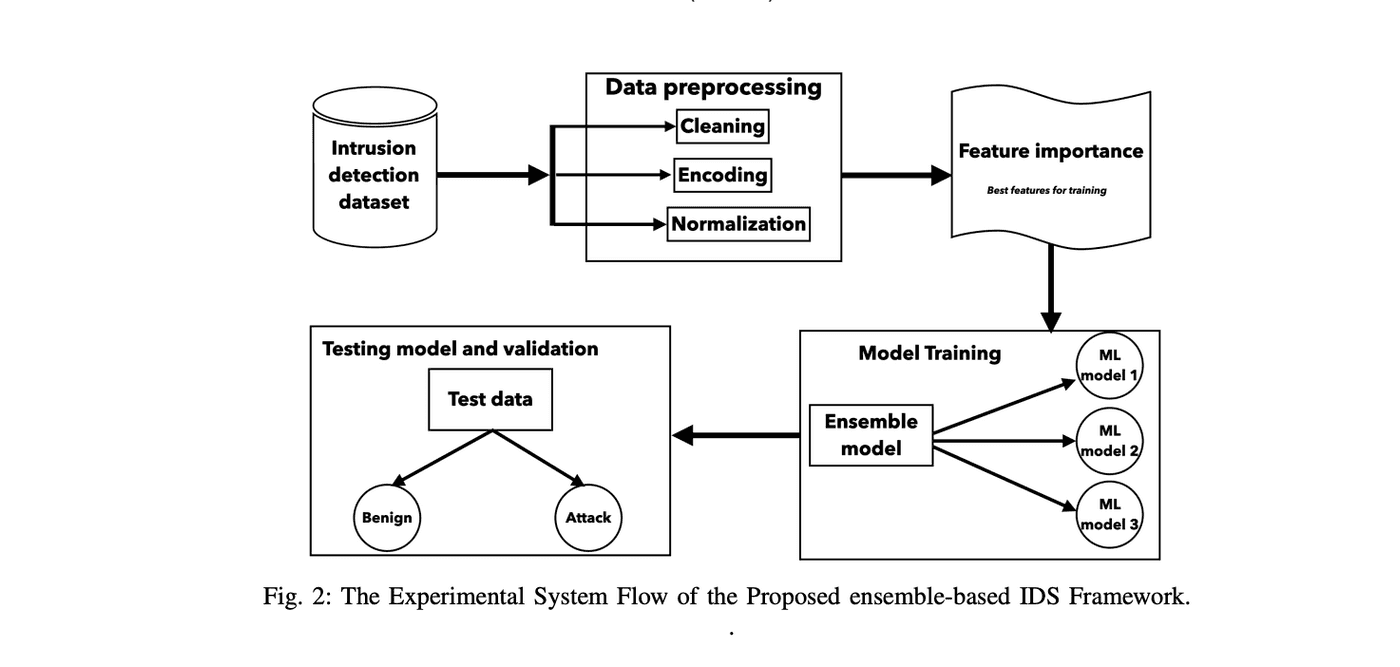 Intrusion
detection
dataset
Data preprocessing
Cleaning
Encoding
Normalization
Feature importance
Best features for training
Testing model and validation
Test data
Benign
Attack
Model Training
Ensemble
model
ML
model 1
ML
model 2
ML
model 3
Fig. 2: The Experimental System Flow of the Proposed ensemble-based IDS Framework.
.